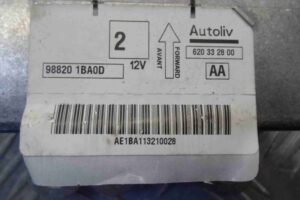 2
12V
AVANT
FORWARD
Autoliv
620 33 28 00
98820 1BA0D
AA
AE1BA113210028